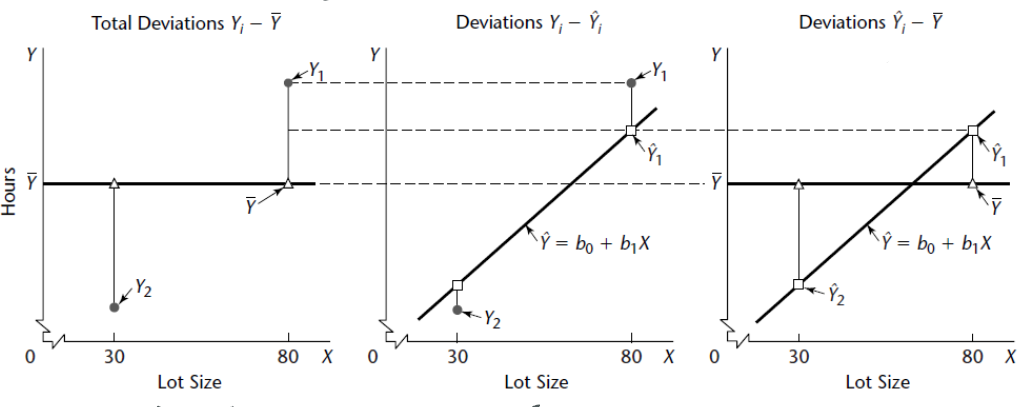 Total Deviations Yᵢ − Ȳ
Y
Y₁
Ȳ
Ȳ
Y₂
Hours
0
30
80
X
Lot Size
Deviations Yᵢ − Ŷᵢ
Y
Y₁
Ŷ₁
Ŷ = b₀ + b₁X
Y₂
0
30
80
X
Lot Size
Deviations Ŷᵢ − Ȳ
Y
Ŷ₁
Ȳ
Ȳ
Ŷ = b₀ + b₁X
Ŷ₂
0
30
80
X
Lot Size